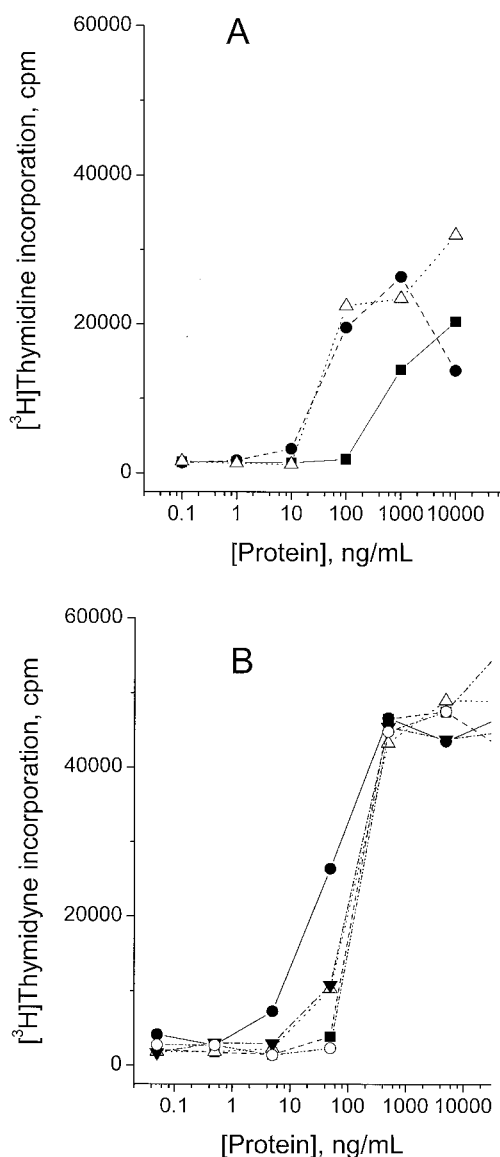 A
60000
40000
20000
0
[³H]Thymidine incorporation, cpm
0.1 1 10 100 1000 10000
[Protein], ng/mL
B
60000
40000
20000
0
[³H]Thymidyne incorporation, cpm
0.1 1 10 100 1000 10000
[Protein], ng/mL